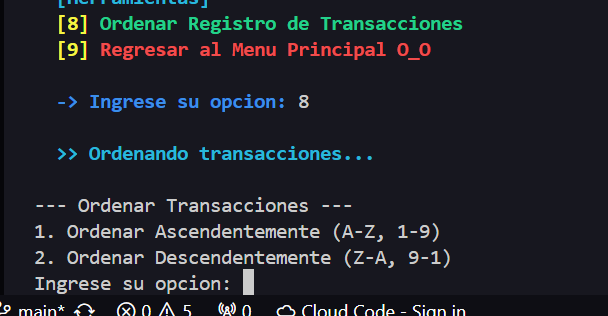 [Herramientas]
[8] Ordenar Registro de Transacciones
[9] Regresar al Menu Principal O_O
-> Ingrese su opcion: 8
>> Ordenando transacciones...
--- Ordenar Transacciones ---
1. Ordenar Ascendentemente (A-Z, 1-9)
2. Ordenar Descendentemente (Z-A, 9-1)
Ingrese su opcion:
main* 0 5 0 Cloud Code - Sign in